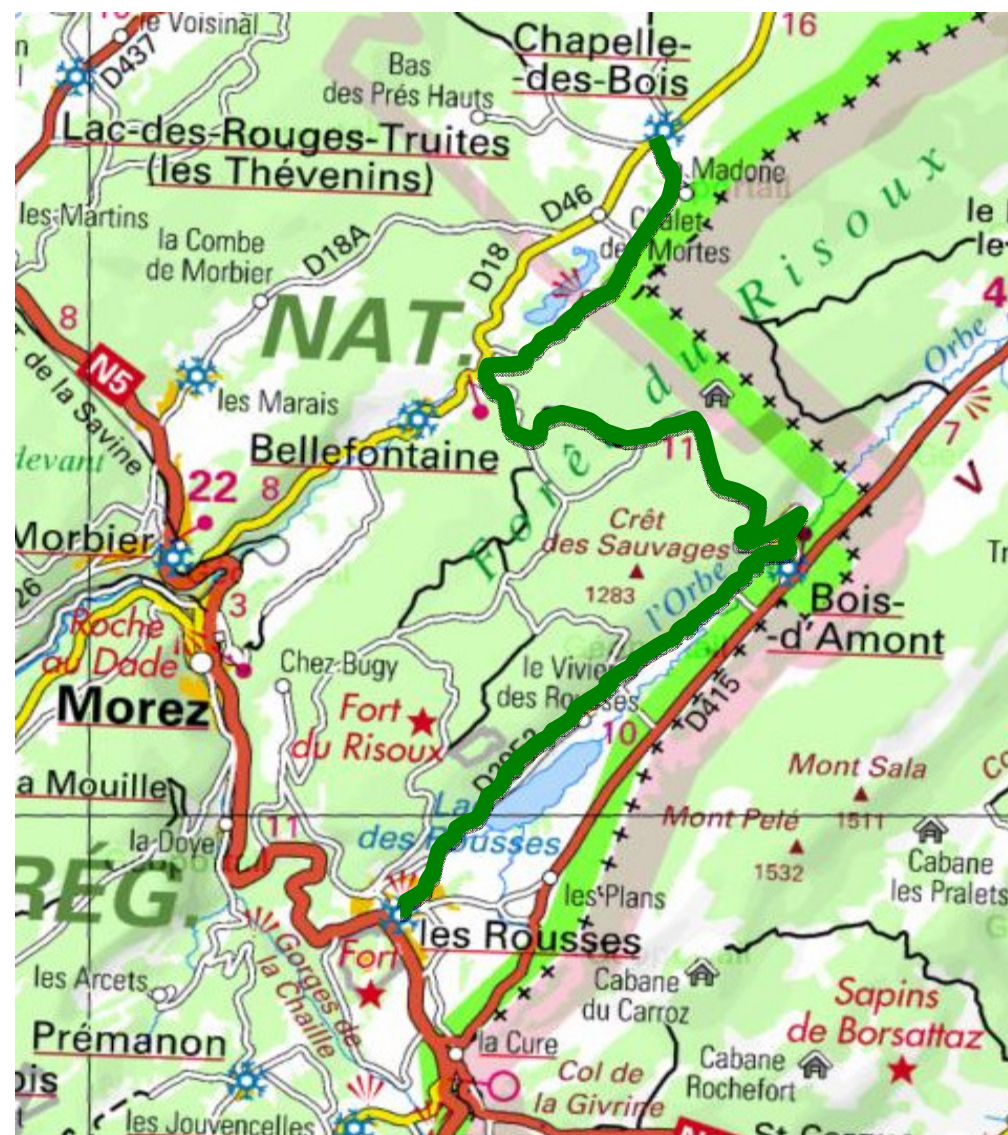 le Voisinal
16
Chapelle-
-des-Bois
D437
Bas
des Prés Hauts
Lac-des-Rouges-Truites
(les Thévenins)
Madone
les Martins
D46
Chalet
des Mortes
le
les
la Combe
de Morbier
D18A
D18
Risoux
4
8
NAT.
N5
du
Orbe
de la Savine
les Marais
7
devant
Bellefontaine
11
V
22
8
Forêt
Crêt
des Sauvages
1283
Morbier
l'Orbe
26
3
Bois-
-d'Amont
Roche
au Dade
Chez Bugy
le Vivier
des Rousses
Morez
Fort
du Risoux
10
D415
a Mouille
Mont Sala
1511
la Doye
11
des Rousses
Mont Pelé
1532
Cabane
les Pralets
RÉG.
les Plans
les Rousses
Fort
les Arcets
Gorges de
la Chaille
Cabane
du Carroz
Sapins
de Borsattaz
Prémanon
la Cure
Col de
la Givrine
Cabane
Rochefort
les Jouvencelles